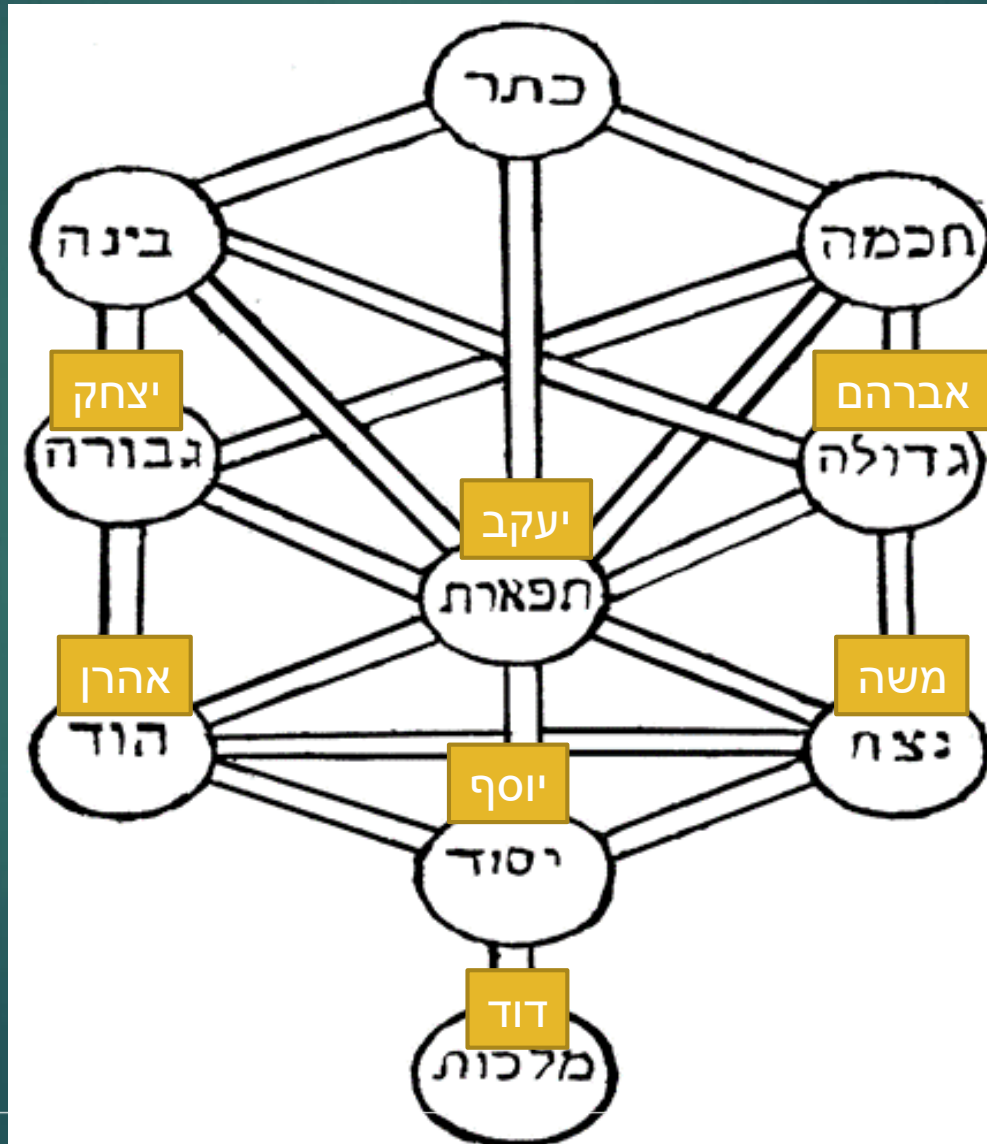 כתר
חכמה
בינה
אברהם
יצחק
גדולה
גבורה
יעקב
תפארת
משה
אהרן
נצח
הוד
יוסף
יסוד
דוד
מלכות